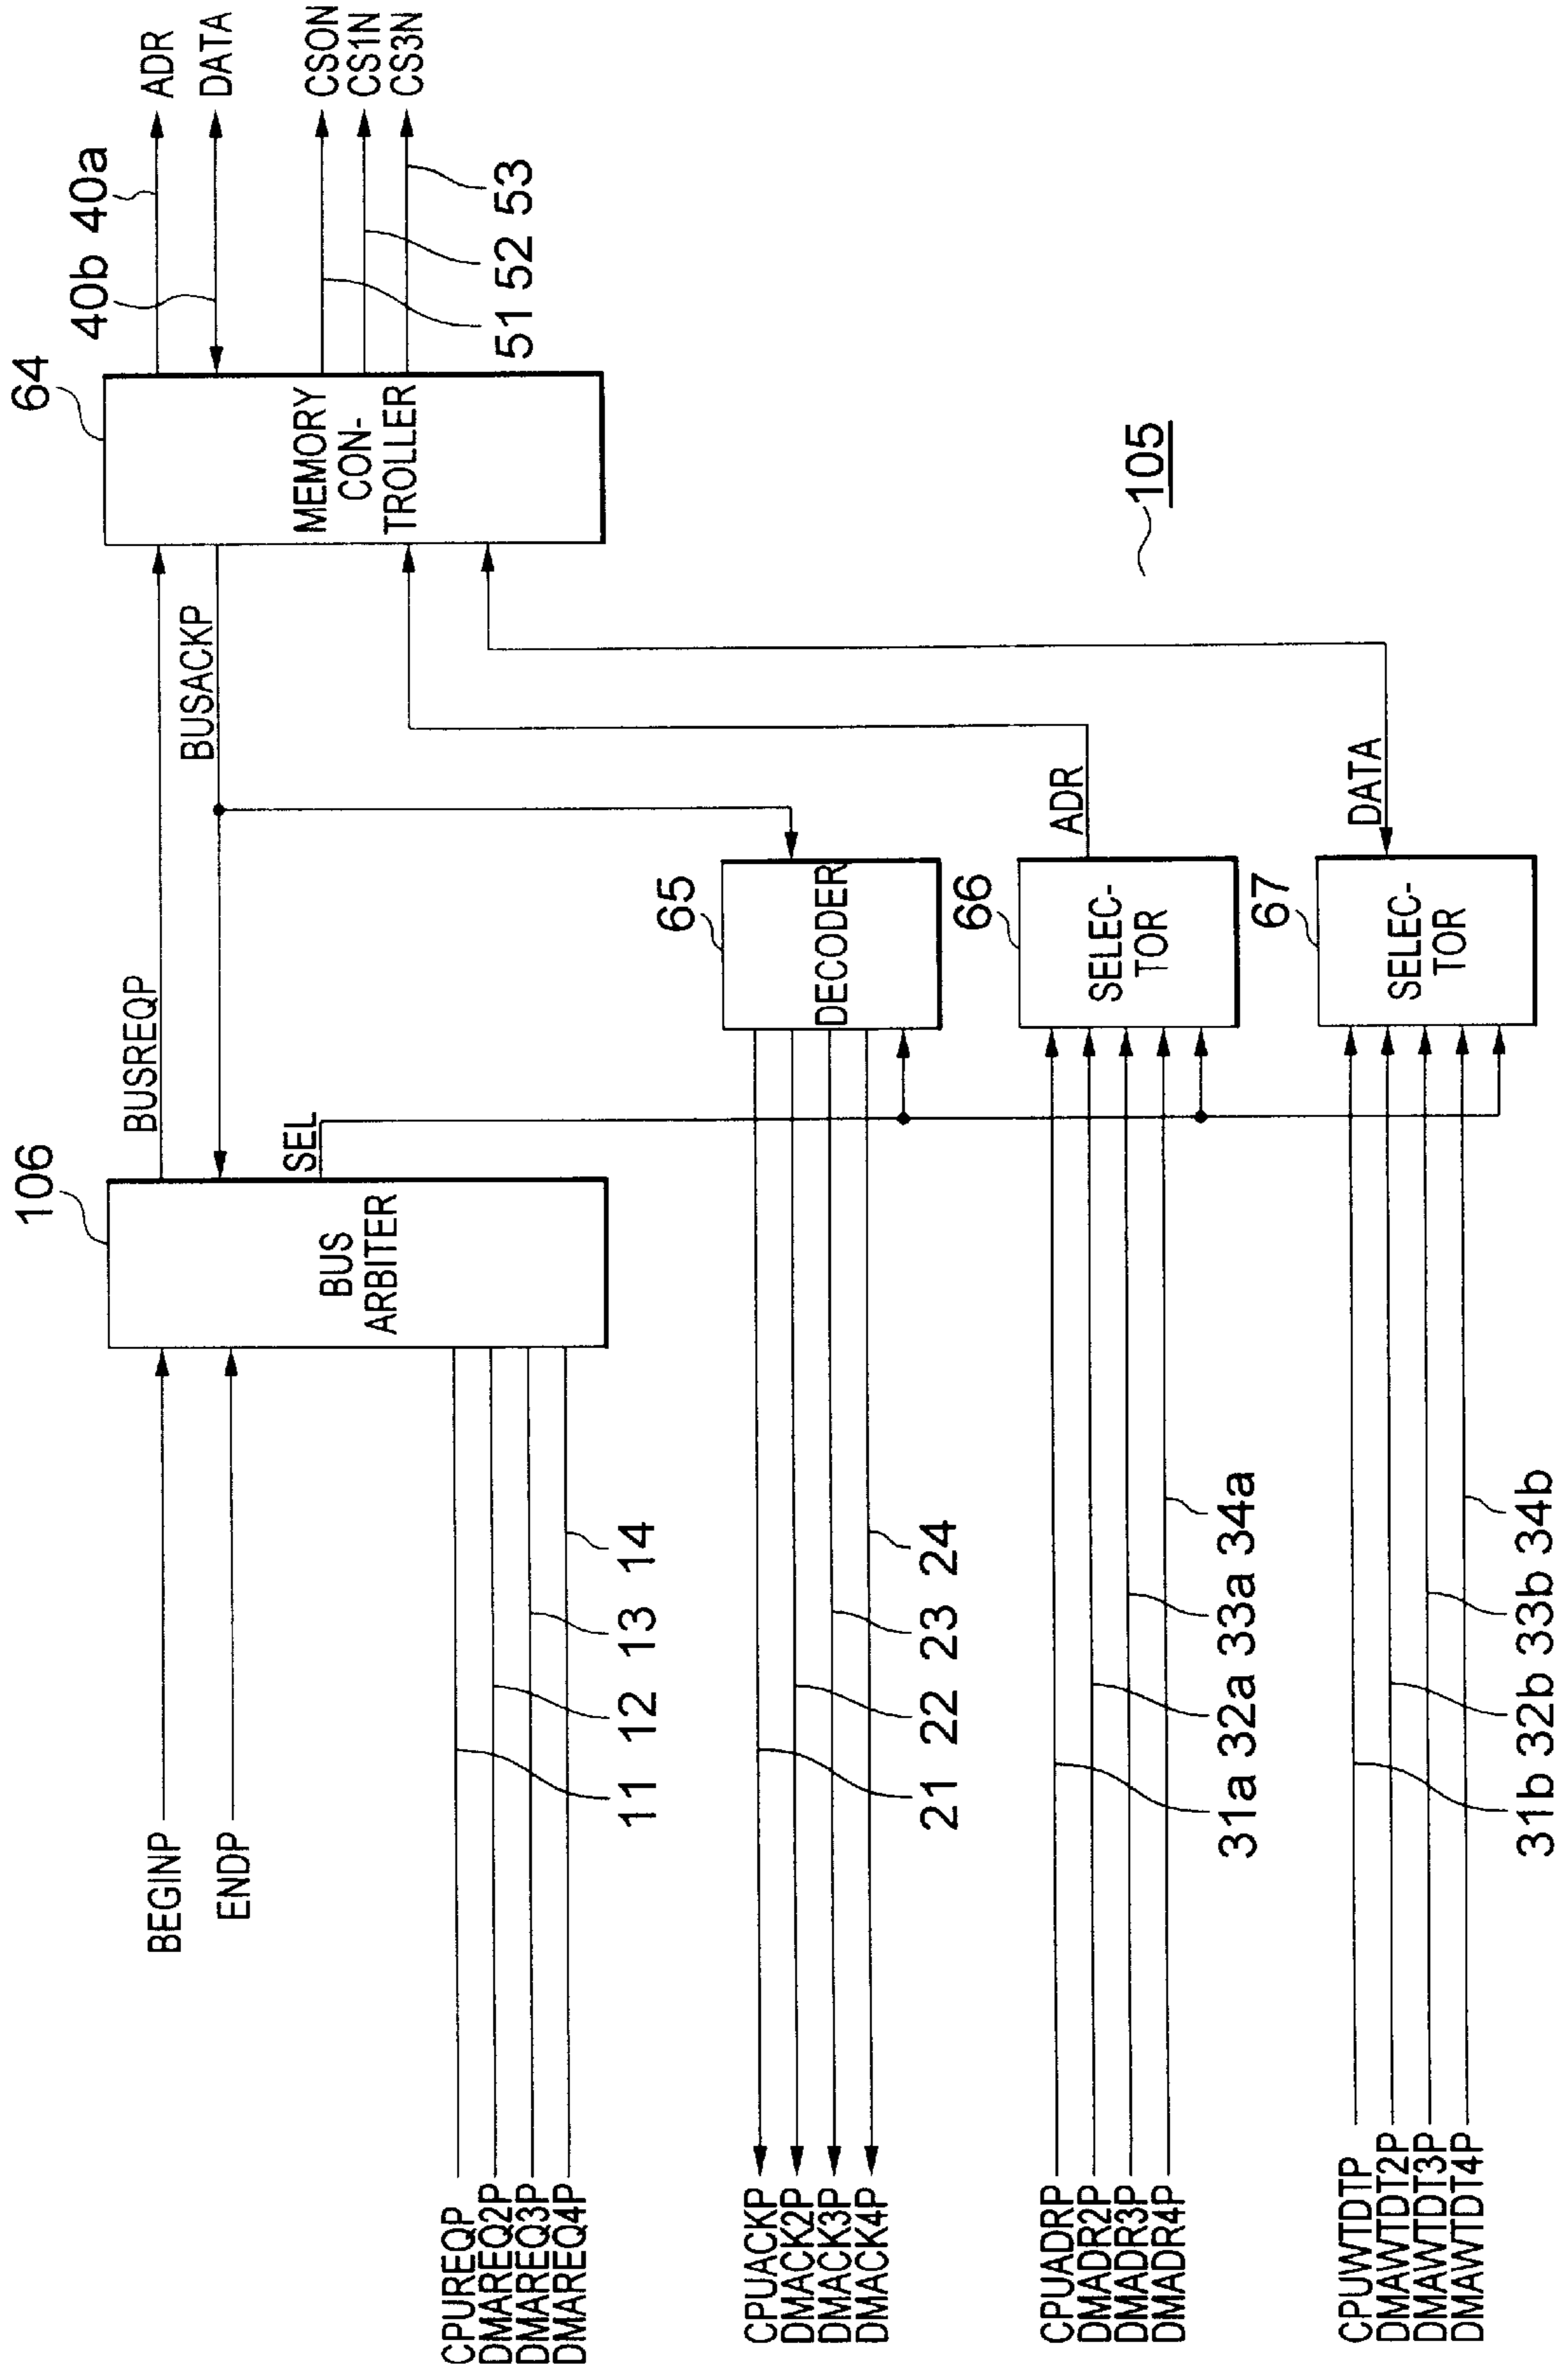 106
BUS
ARBITER
BEGINP
ENDP
BUSREQP
BUSACKP
SEL
64
MEMORY
CON-
TROLLER
40b 40a
ADR
DATA
CS0N
CS1N
CS3N
51 52 53
CPUREQP
DMAREQ2P
DMAREQ3P
DMAREQ4P
11 12 13 14
65
DECODER
CPUACKP
DMACK2P
DMACK3P
DMACK4P
21 22 23 24
66
SELEC-
TOR
ADR
CPUADRP
DMADR2P
DMADR3P
DMADR4P
31a 32a 33a 34a
67
SELEC-
TOR
DATA
CPUWTDTP
DMAWTDT2P
DMAWTDT3P
DMAWTDT4P
31b 32b 33b 34b
105